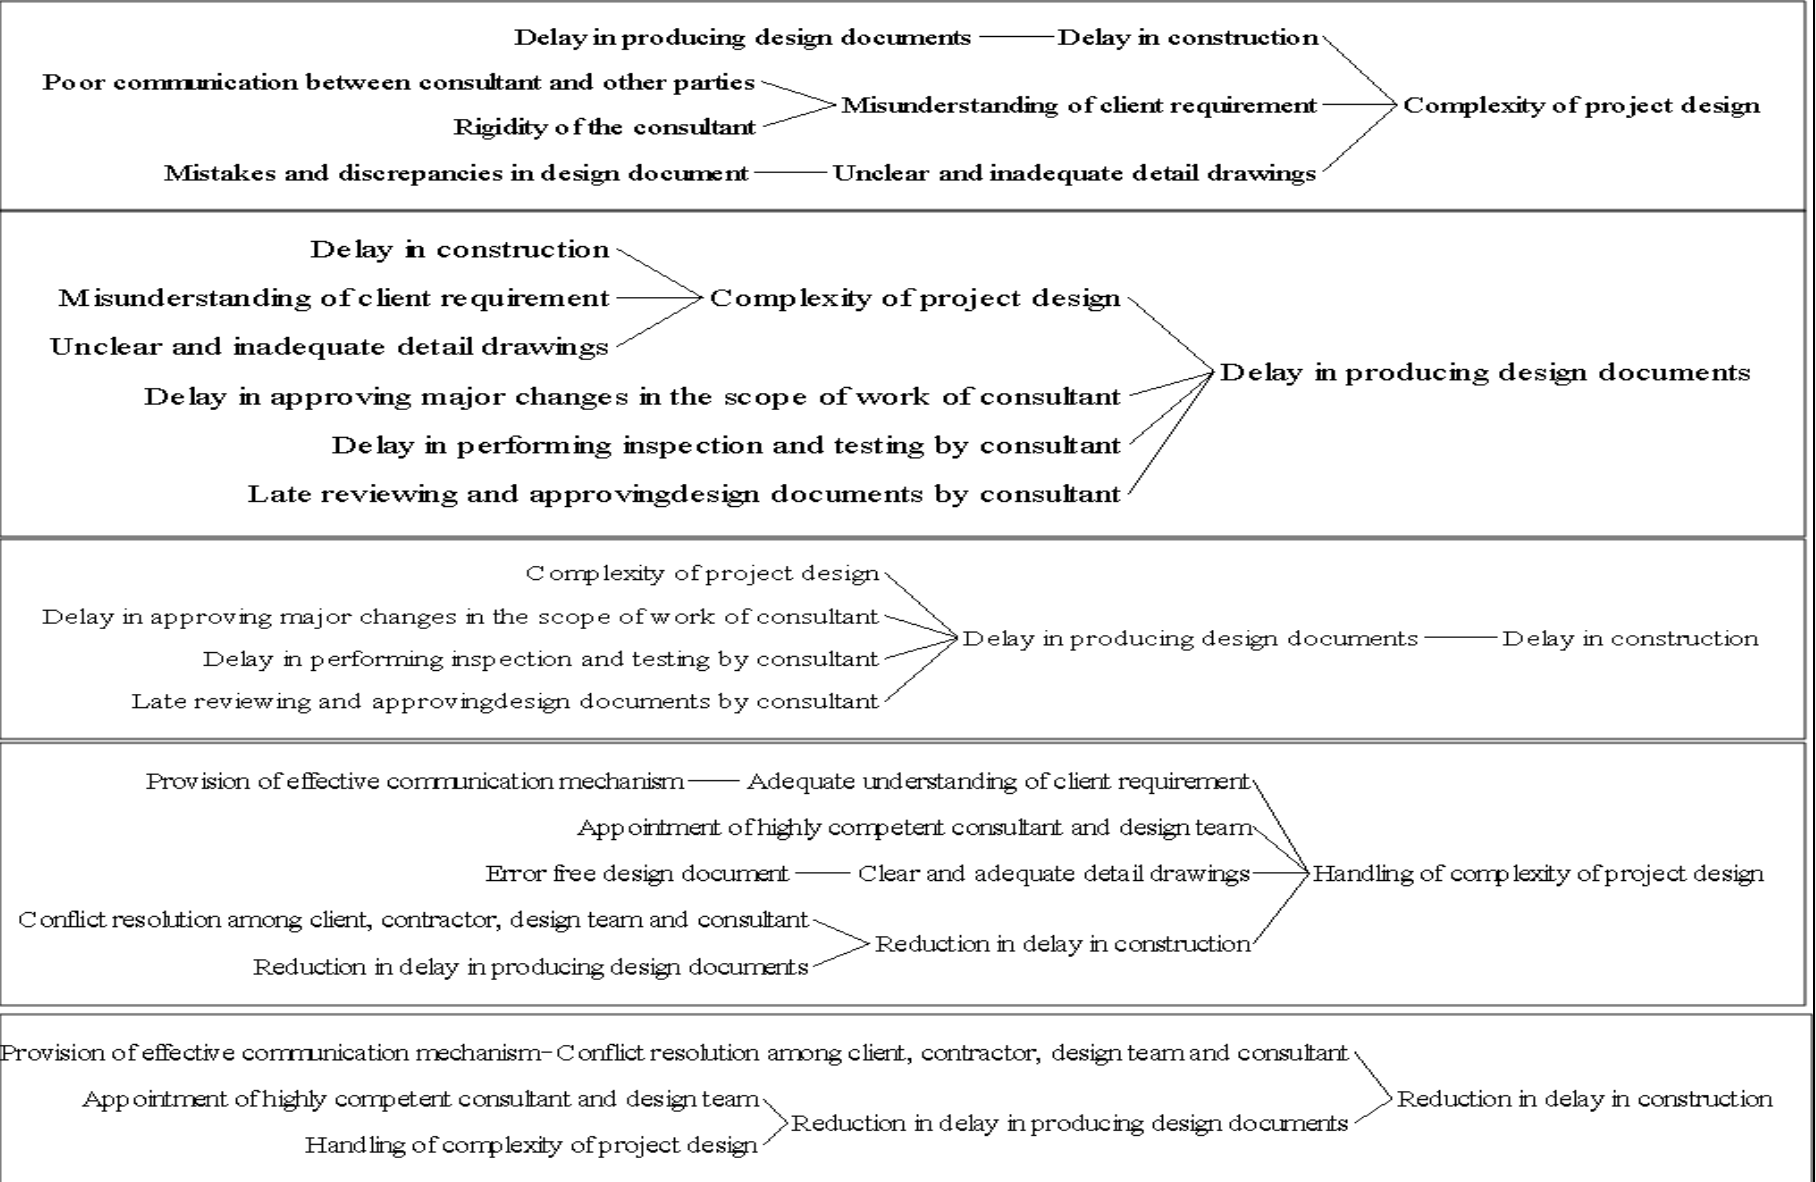 Delay in producing design documents Delay in construction
Poor communication between consultant and other parties
Misunderstanding of client requirement Complexity of project design
Rigidity of the consultant
Mistakes and discrepancies in design document Unclear and inadequate detail drawings
Delay in construction
Misunderstanding of client requirement Complexity of project design
Unclear and inadequate detail drawings
Delay in producing design documents
Delay in approving major changes in the scope of work of consultant
Delay in performing inspection and testing by consultant
Late reviewing and approvingdesign documents by consultant
Complexity of project design
Delay in approving major changes in the scope of work of consultant
Delay in producing design documents Delay in construction
Delay in performing inspection and testing by consultant
Late reviewing and approvingdesign documents by consultant
Provision of effective communication mechanism Adequate understanding of client requirement
Appointment of highly competent consultant and design team
Error free design document Clear and adequate detail drawings Handling of complexity of project design
Conflict resolution among client, contractor, design team and consultant
Reduction in delay in construction
Reduction in delay in producing design documents
Provision of effective communication mechanism Conflict resolution among client, contractor, design team and consultant
Appointment of highly competent consultant and design team Reduction in delay in construction
Reduction in delay in producing design documents
Handling of complexity of project design